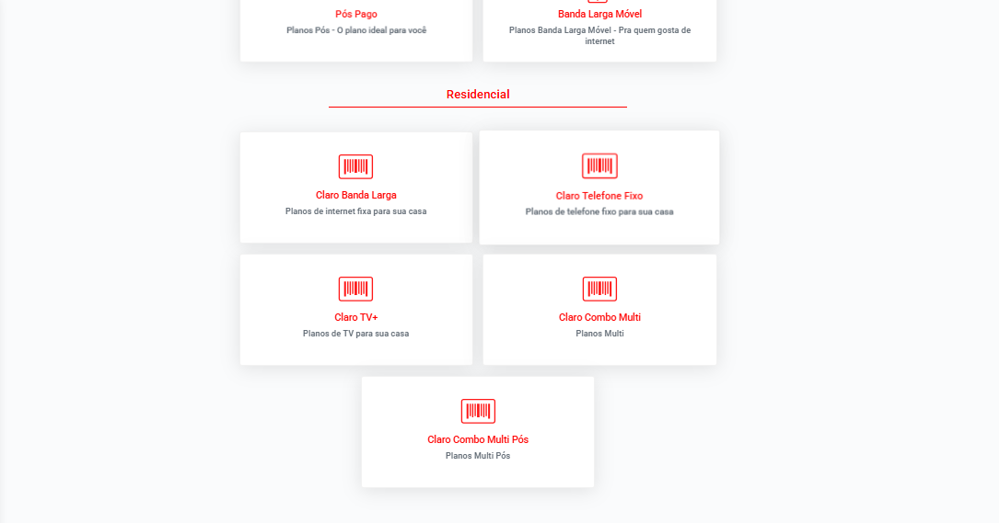 Pós Pago
Planos Pós - O plano ideal para você
Banda Larga Móvel
Planos Banda Larga Móvel - Pra quem gosta de
internet
Residencial
Claro Banda Larga
Planos de internet fixa para sua casa
Claro Telefone Fixo
Planos de telefone fixo para sua casa
Claro TV+
Planos de TV para sua casa
Claro Combo Multi
Planos Multi
Claro Combo Multi Pós
Planos Multi Pós